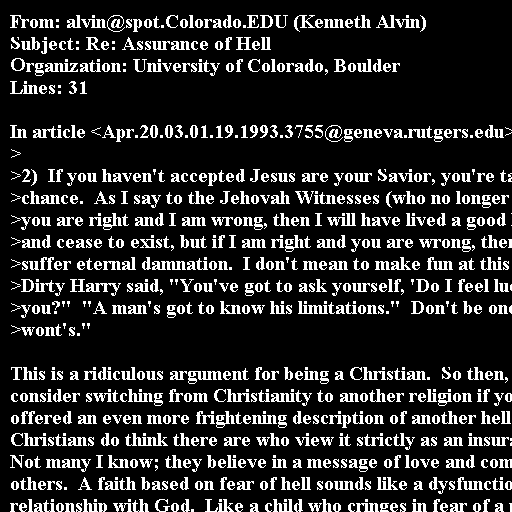 From: alvin@spot.Colorado.EDU (Kenneth Alvin)
Subject: Re: Assurance of Hell
Organization: University of Colorado, Boulder
Lines: 31

In article <Apr.20.03.01.19.1993.3755@geneva.rutgers.edu>
>
>2)  If you haven't accepted Jesus are your Savior, you're
>chance.  As I say to the Jehovah Witnesses (who no longer
>you are right and I am wrong, then I will have lived a good
>and cease to exist, but if I am right and you are wrong,
>suffer eternal damnation.  I don't mean to make fun at this
>Dirty Harry said, "You've got to ask yourself, 'Do I feel
>you?"  "A man's got to know his limitations."  Don't be
>wont's."

This is a ridiculous argument for being a Christian.  So then,
consider switching from Christianity to another religion if
offered an even more frightening description of another hell
Christians do think there are who view it strictly as an
Not many I know; they believe in a message of love and
others.  A faith based on fear of hell sounds like a
relationship with God.  Like a child who cringes in fear of a